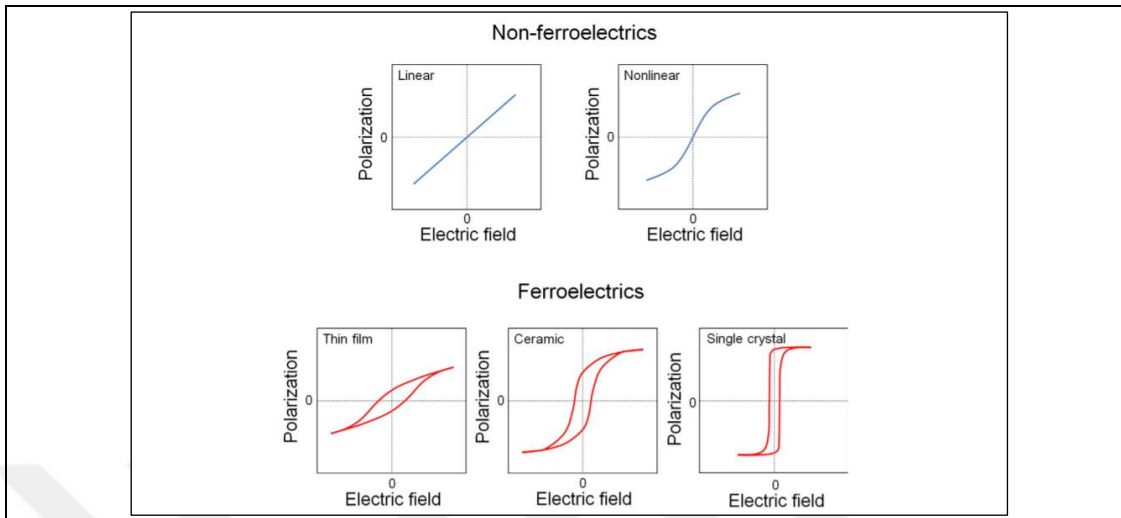 Non-ferroelectrics
Linear
Polarization
0
0
Electric field
Nonlinear
Polarization
0
0
Electric field
Ferroelectrics
Thin film
Polarization
0
0
Electric field
Ceramic
Polarization
0
0
Electric field
Single crystal
Polarization
0
0
Electric field